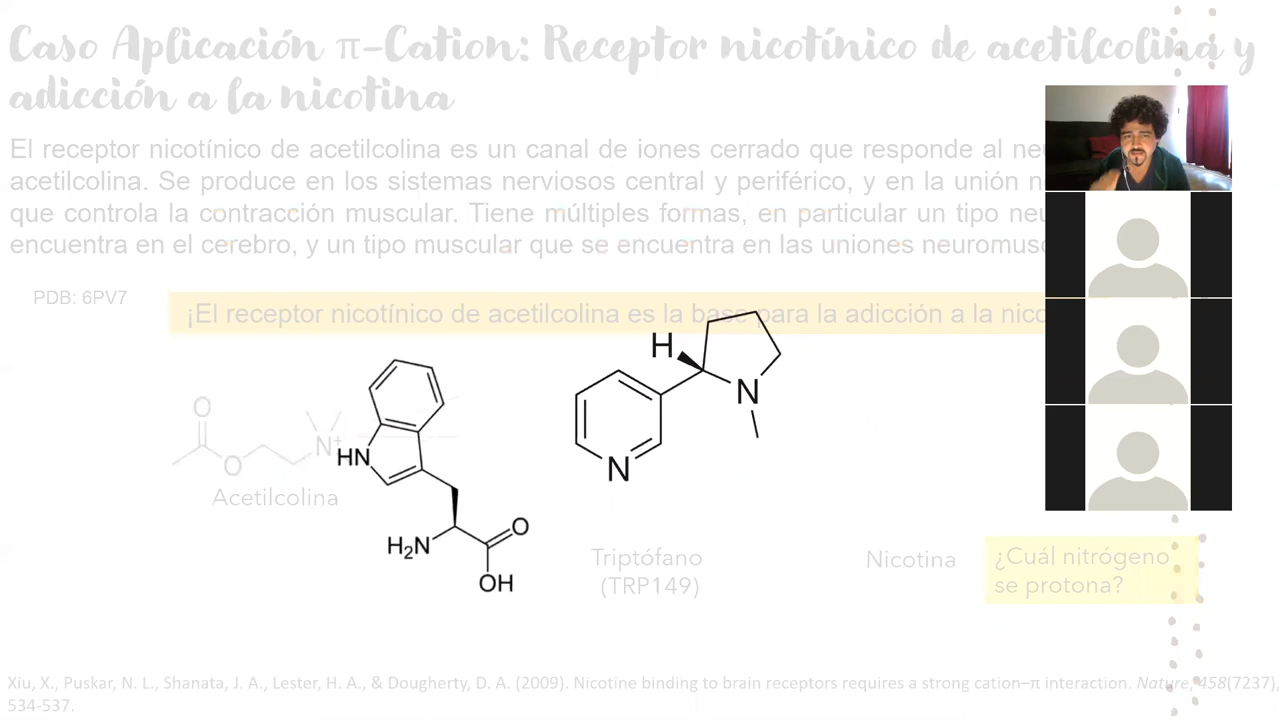 Caso Aplicación π-Cation: Receptor nicotínico de acetilcolina y
adicción a la nicotina
El receptor nicotínico de acetilcolina es un canal de iones cerrado que responde al
acetilcolina. Se produce en los sistemas nerviosos central y periférico, y en la unión
que controla la contracción muscular. Tiene múltiples formas, en particular un tipo
encuentra en el cerebro, y un tipo muscular que se encuentra en las uniones
PDB: 6PV7
¡El receptor nicotínico de acetilcolina es la base para la adicción a la
H
N
N
O
O
N+
HN
Acetilcolina
H2N
O
OH
Triptófano
(TRP149)
Nicotina
¿Cuál nitrógeno
se protona?
Xiu, X., Puskar, N. L., Shanata, J. A., Lester, H. A., & Dougherty, D. A. (2009). Nicotine binding to brain receptors requires a strong cation–π interaction. Nature, 458(7237),
534-537.